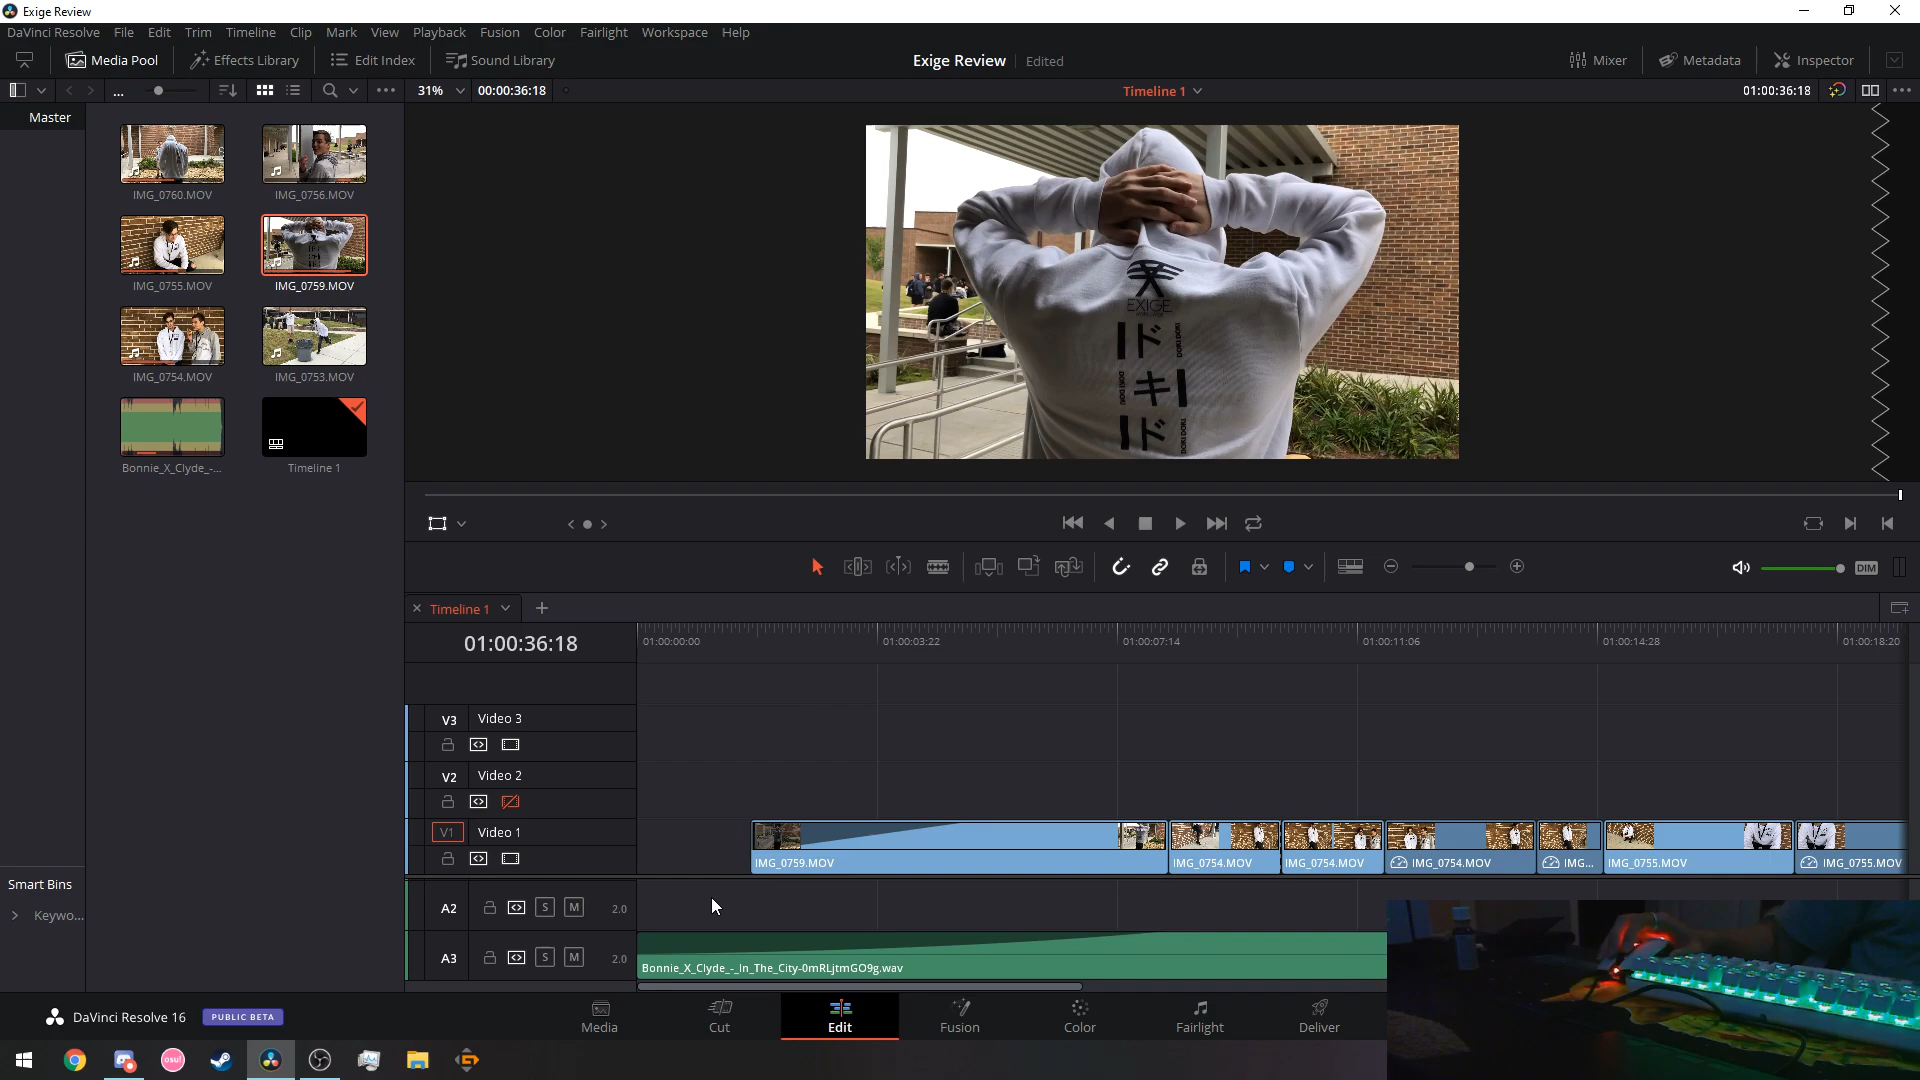 Exige Review
DaVinci Resolve File Edit Trim Timeline Clip Mark View Playback Fusion Color Fairlight Workspace Help
Media Pool Effects Library Edit Index Sound Library Exige Review Edited Mixer Metadata Inspector
... 31% 00:00:36:18 Timeline 1 01:00:36:18
Master
IMG_0760.MOV IMG_0756.MOV
IMG_0755.MOV IMG_0759.MOV
IMG_0754.MOV IMG_0753.MOV
Bonnie_X_Clyde_-... Timeline 1
EXIGE
ド
キ
ド
DIM
Timeline 1
01:00:36:18 01:00:00:00 01:00:03:22 01:00:07:14 01:00:11:06 01:00:14:28 01:00:18:20
V3 Video 3
V2 Video 2
V1 Video 1
IMG_0759.MOV IMG_0754.MOV IMG_0754.MOV IMG_0754.MOV IMG... IMG_0755.MOV IMG_0755.MOV
Smart Bins
Keywo...
A2 S M 2.0
A3 S M 2.0
Bonnie_X_Clyde_-_In_The_City-0mRLjtmGO9g.wav
DaVinci Resolve 16 PUBLIC BETA
Media Cut Edit Fusion Color Fairlight Deliver
osu!